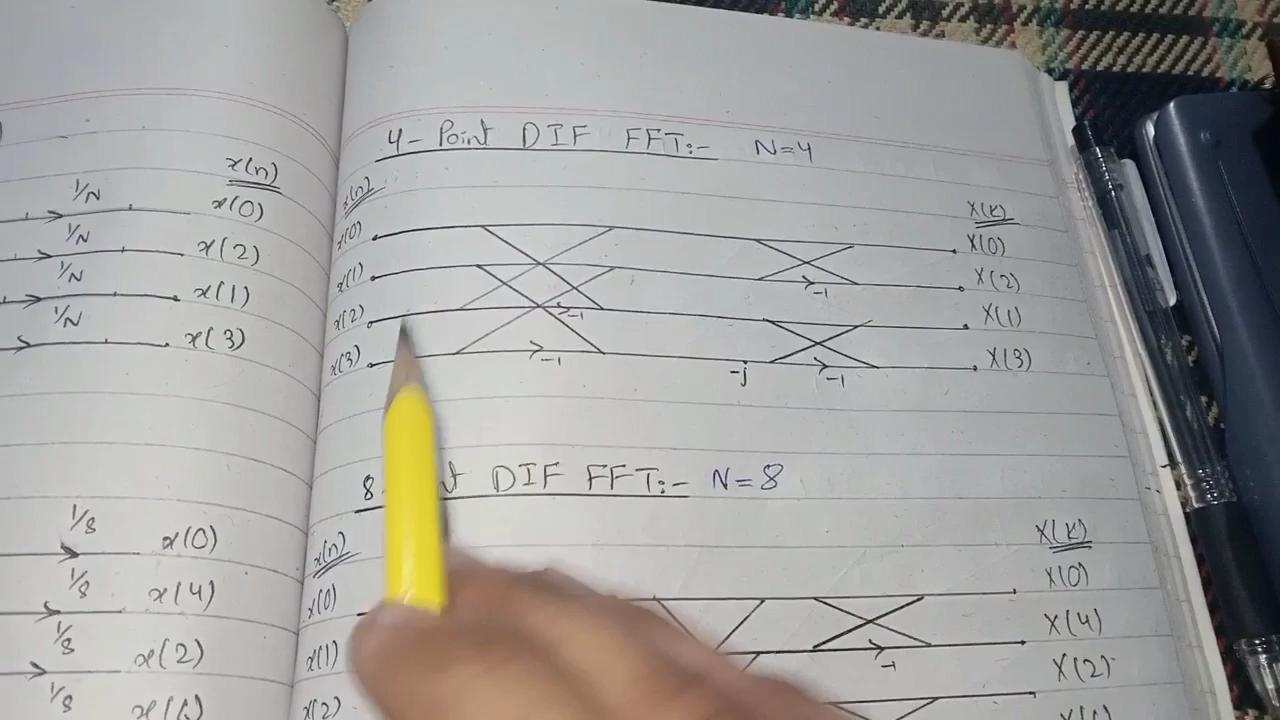 x(n)
1/N x(0)
1/N x(2)
1/N x(1)
1/N x(3)
1/8 x(0)
1/8 x(4)
1/8 x(2)
1/8
4-Point DIF FFT:- N=4
x(n) X(K)
x(0) X(0)
x(1) -1 X(2)
x(2) -1 X(1)
x(3) -1 -j -1 X(3)
8 DIF FFT:- N=8
x(n) X(K)
x(0) X(0)
x(1) -1 X(4)
x(2) X(2)